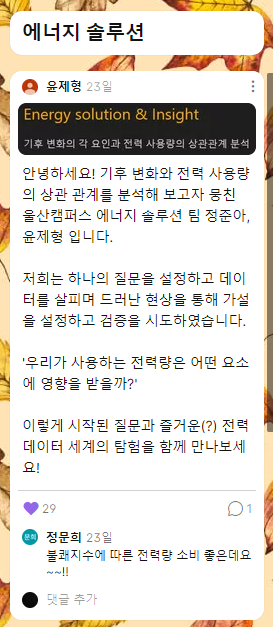 에너지 솔루션
윤제형 23일
Energy solution & Insight
기후 변화의 각 요인과 전력 사용량의 상관관계 분석
안녕하세요! 기후 변화와 전력 사용량
의 상관 관계를 분석해 보고자 뭉친
울산캠퍼스 에너지 솔루션 팀 정준아,
윤제형 입니다.
저희는 하나의 질문을 설정하고 데이
터를 살피며 드러난 현상을 통해 가설
을 설정하고 검증을 시도하였습니다.
'우리가 사용하는 전력량은 어떤 요소
에 영향을 받을까?'
이렇게 시작된 질문과 즐거운(?) 전력
데이터 세계의 탐험을 함께 만나보세
요!
29 1
문희 정문희 23일
불쾌지수에 따른 전력량 소비 좋은데요
~~!!
댓글 추가